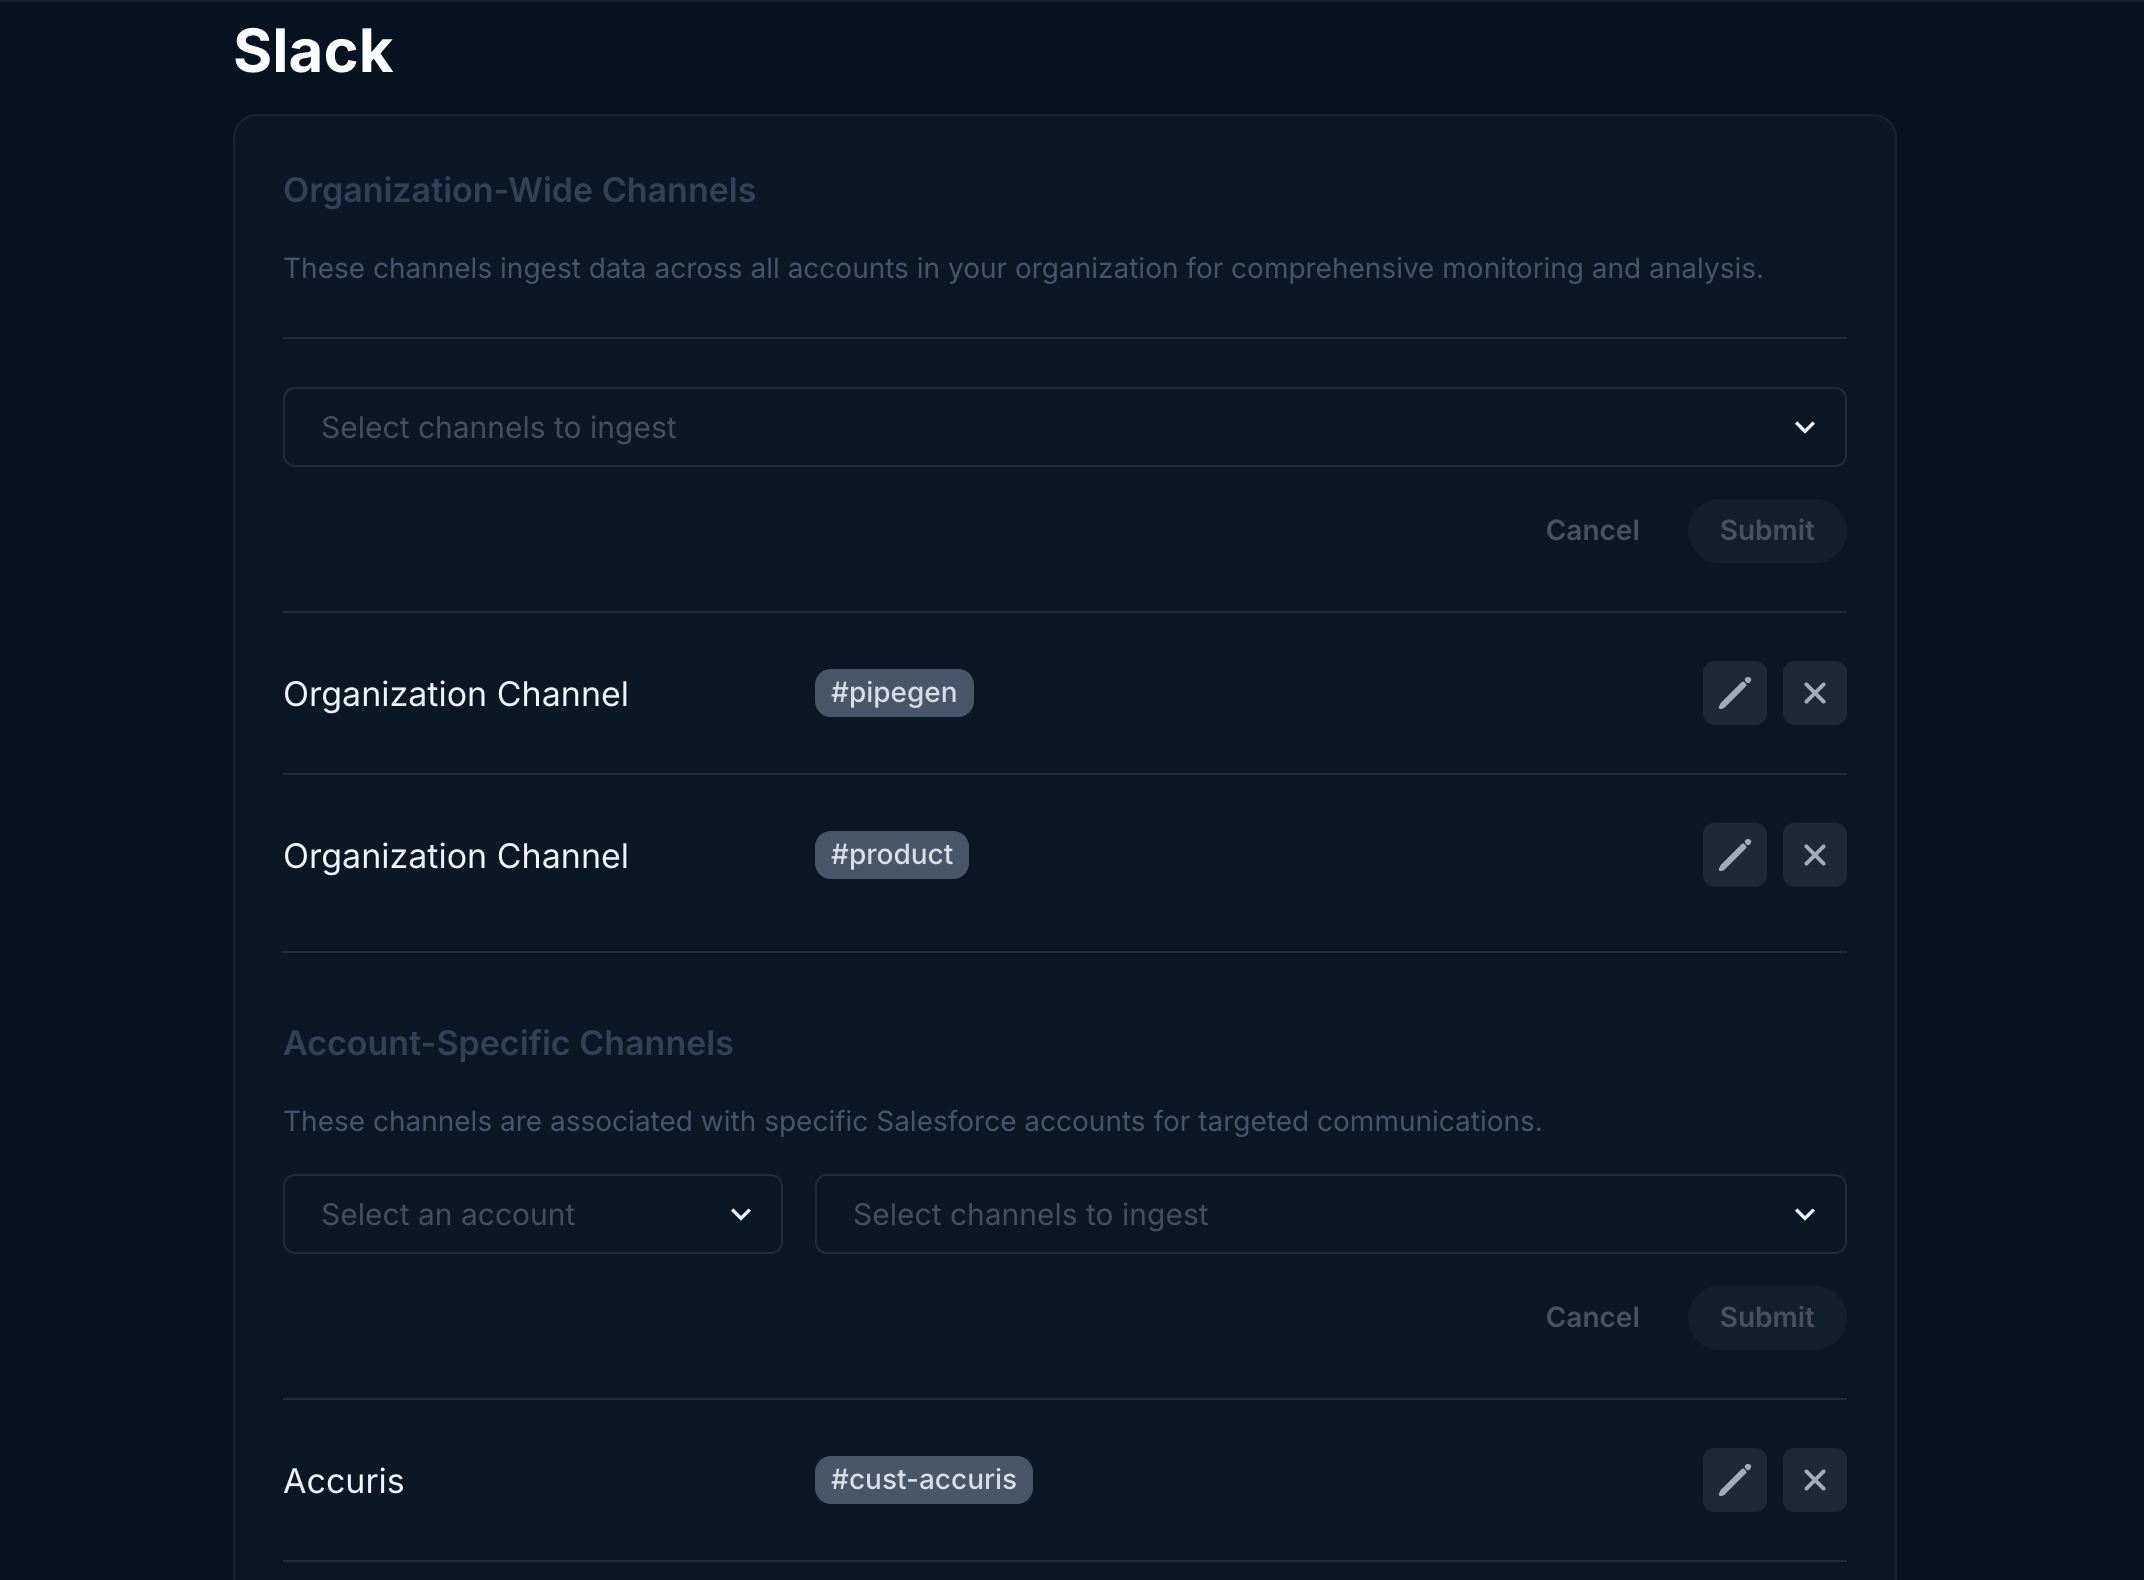 Slack
Organization-Wide Channels
These channels ingest data across all accounts in your organization for comprehensive monitoring and analysis.
Select channels to ingest
Cancel
Submit
Organization Channel
#pipegen
Organization Channel
#product
Account-Specific Channels
These channels are associated with specific Salesforce accounts for targeted communications.
Select an account
Select channels to ingest
Cancel
Submit
Accuris
#cust-accuris